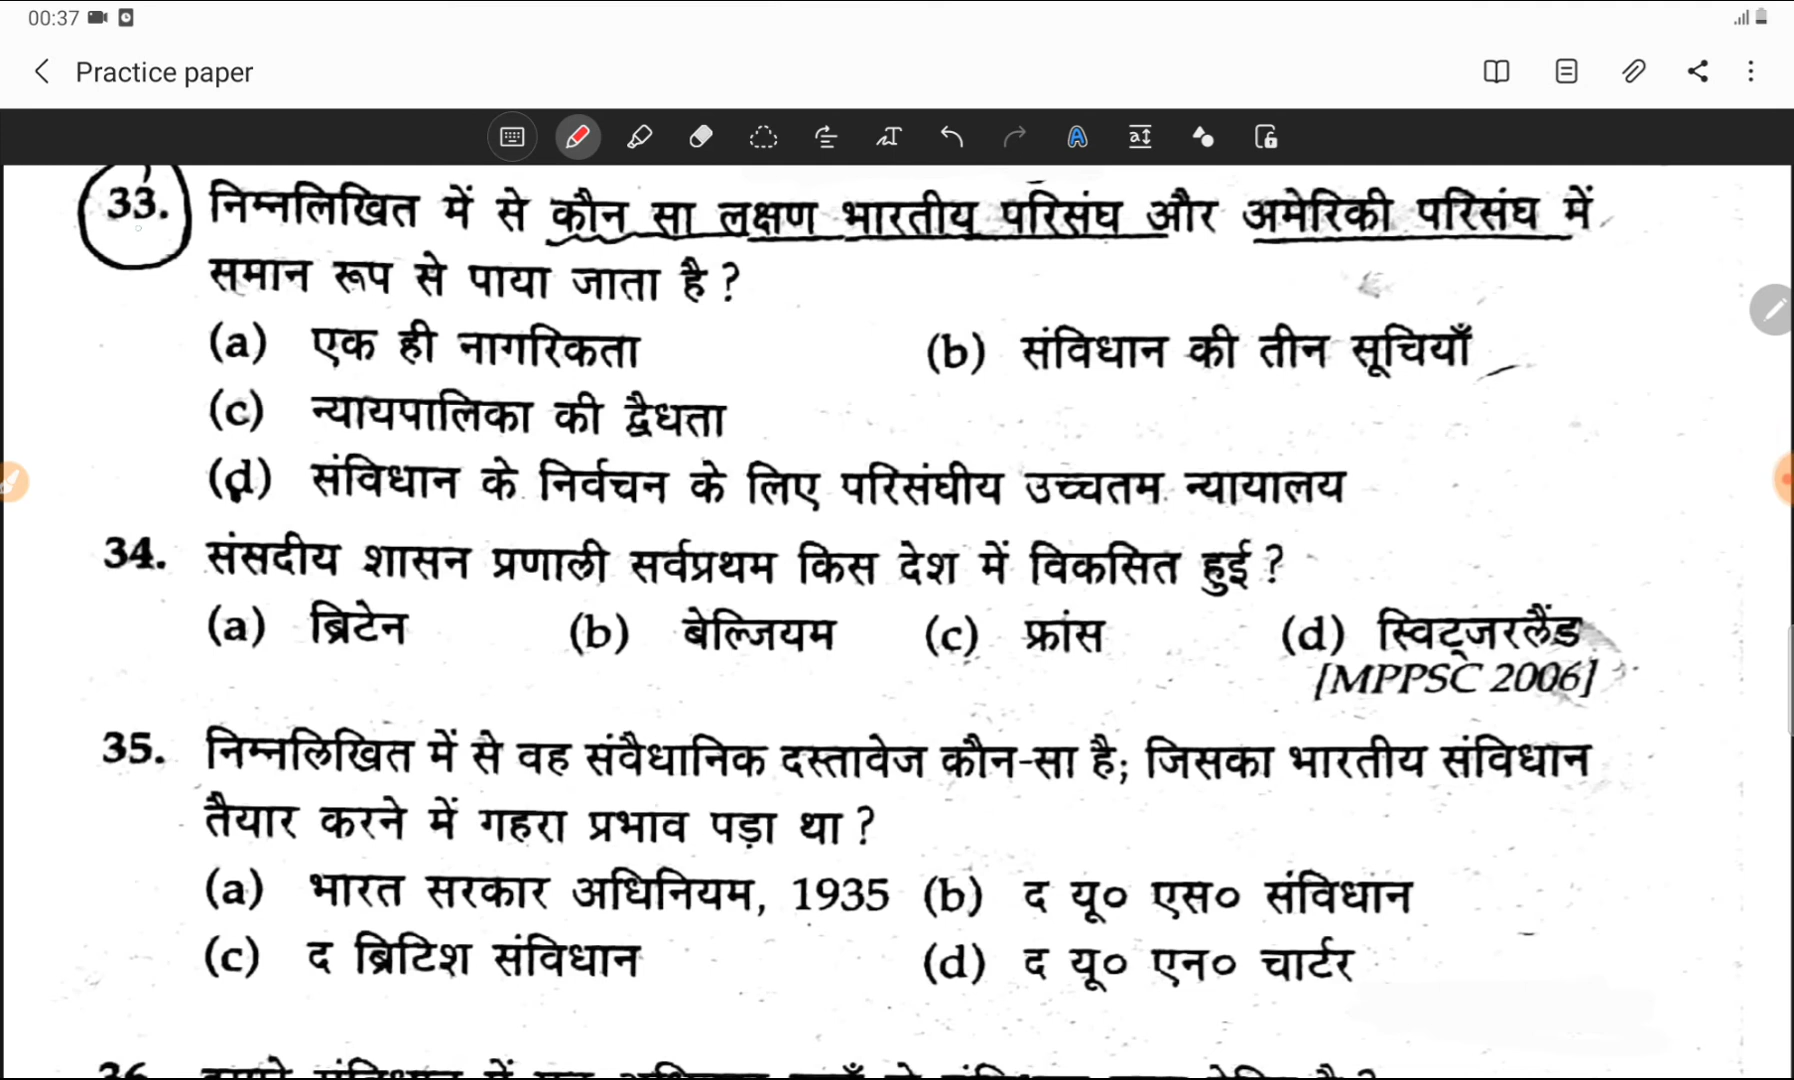 00:37
Practice paper
33. निम्नलिखित में से कौन सा लक्षण भारतीय परिसंघ और अमेरिकी परिसंघ में
समान रूप से पाया जाता है ?
(a) एक ही नागरिकता (b) संविधान की तीन सूचियाँ
(c) न्यायपालिका की द्वैधता
(d) संविधान के निर्वचन के लिए परिसंघीय उच्चतम न्यायालय
34. संसदीय शासन प्रणाली सर्वप्रथम किस देश में विकसित हुई ?
(a) ब्रिटेन (b) बेल्जियम (c) फ्रांस (d) स्विट्जरलैंड
[MPPSC 2006]
35. निम्नलिखित में से वह संवैधानिक दस्तावेज कौन-सा है; जिसका भारतीय संविधान
तैयार करने में गहरा प्रभाव पड़ा था ?
(a) भारत सरकार अधिनियम, 1935 (b) द यू० एस० संविधान
(c) द ब्रिटिश संविधान (d) द यू० एन० चार्टर